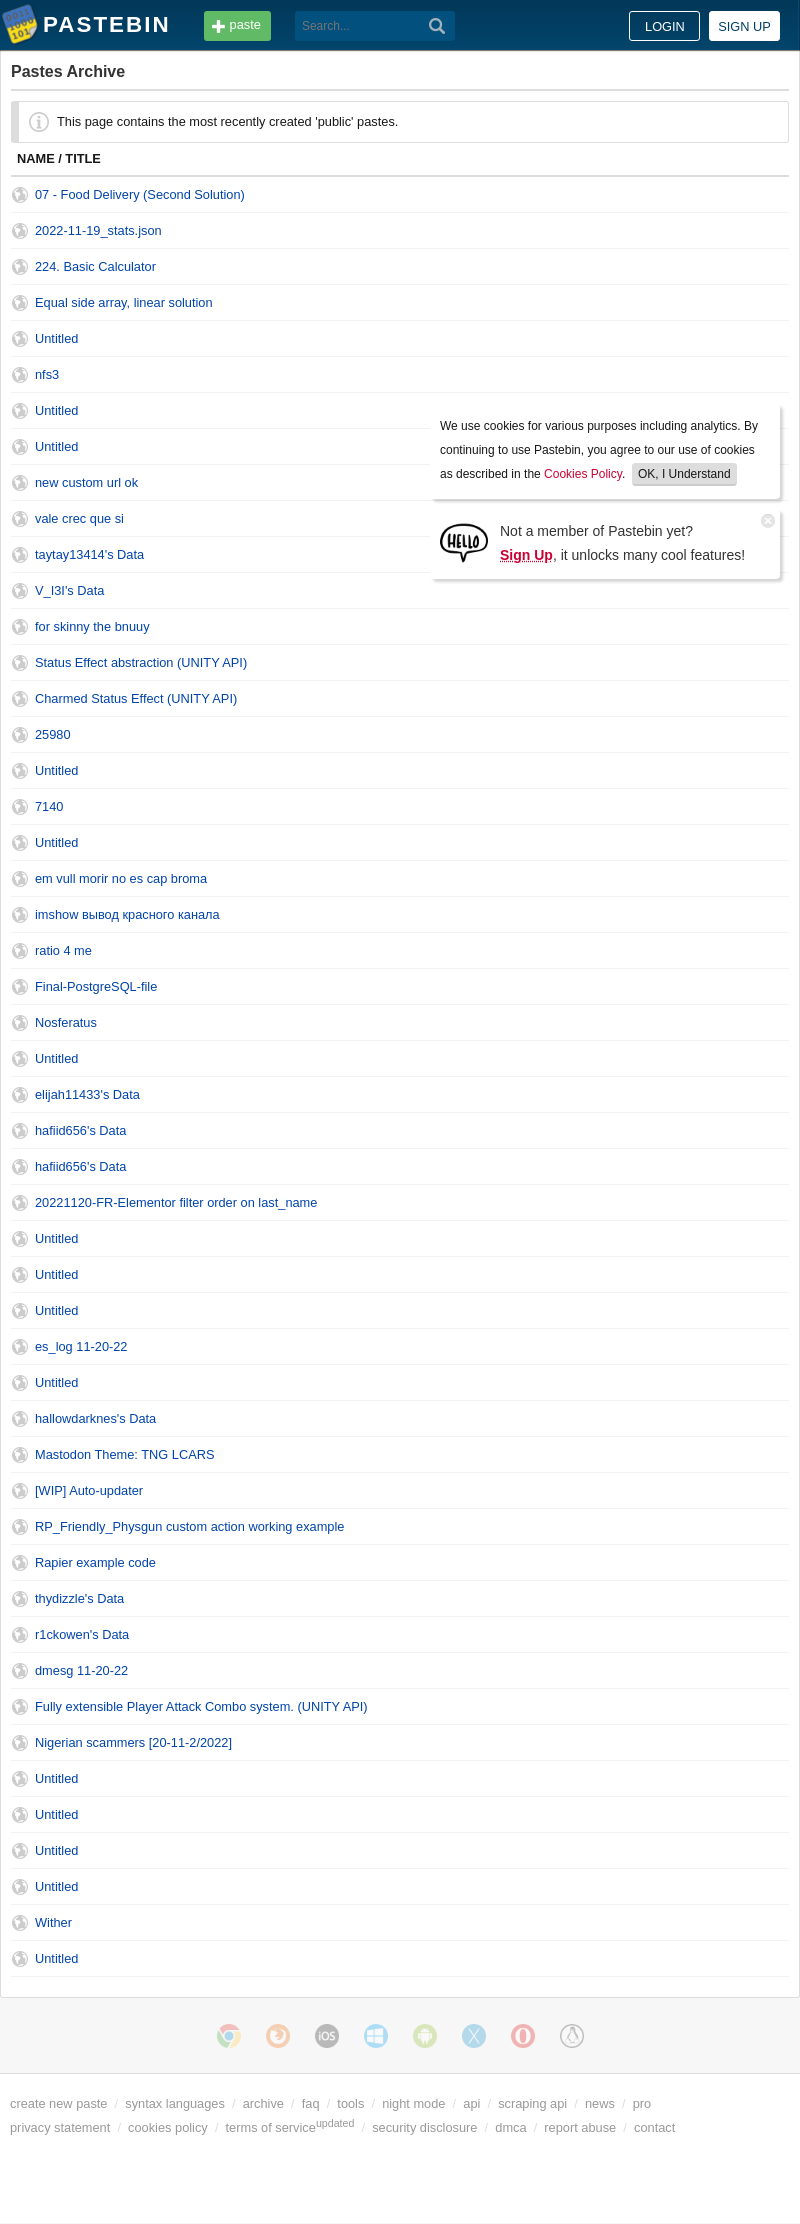 PASTEBIN paste Search... LOGIN SIGN UP
Pastes Archive
This page contains the most recently created 'public' pastes.
NAME / TITLE
07 - Food Delivery (Second Solution)
2022-11-19_stats.json
224. Basic Calculator
Equal side array, linear solution
Untitled
nfs3
Untitled
Untitled
new custom url ok
vale crec que si
taytay13414's Data
V_I3I's Data
We use cookies for various purposes including analytics. By
continuing to use Pastebin, you agree to our use of cookies
as described in the Cookies Policy. OK, I Understand
HELLO
Not a member of Pastebin yet?
Sign Up, it unlocks many cool features!
for skinny the bnuuy
Status Effect abstraction (UNITY API)
Charmed Status Effect (UNITY API)
25980
Untitled
7140
Untitled
em vull morir no es cap broma
imshow вывод красного канала
ratio 4 me
Final-PostgreSQL-file
Nosferatus
Untitled
elijah11433's Data
hafiid656's Data
hafiid656's Data
20221120-FR-Elementor filter order on last_name
Untitled
Untitled
Untitled
es_log 11-20-22
Untitled
hallowdarknes's Data
Mastodon Theme: TNG LCARS
[WIP] Auto-updater
RP_Friendly_Physgun custom action working example
Rapier example code
thydizzle's Data
r1ckowen's Data
dmesg 11-20-22
Fully extensible Player Attack Combo system. (UNITY API)
Nigerian scammers [20-11-2/2022]
Untitled
Untitled
Untitled
Untitled
Wither
Untitled
iOS
create new paste / syntax languages / archive / faq / tools / night mode / api / scraping api / news / pro
privacy statement / cookies policy / terms of service updated / security disclosure / dmca / report abuse / contact